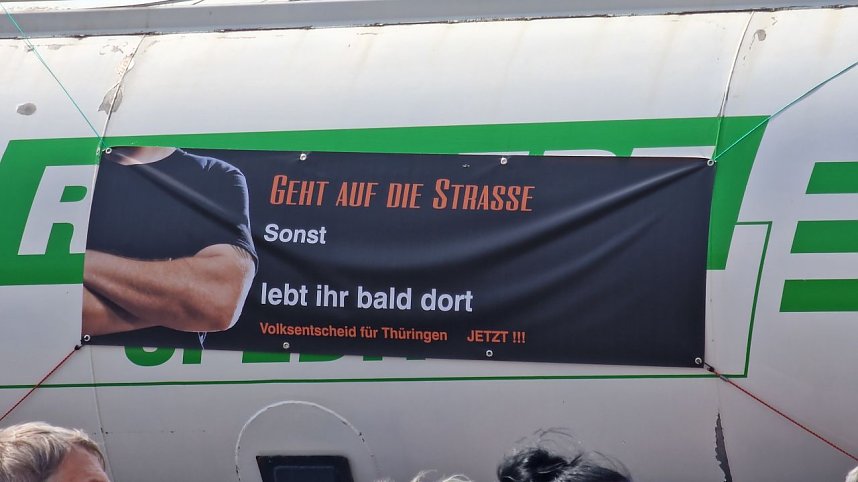 GEHT AUF DIE STRASSE
Sonst
lebt ihr bald dort
Volksentscheid für Thüringen JETZT !!!